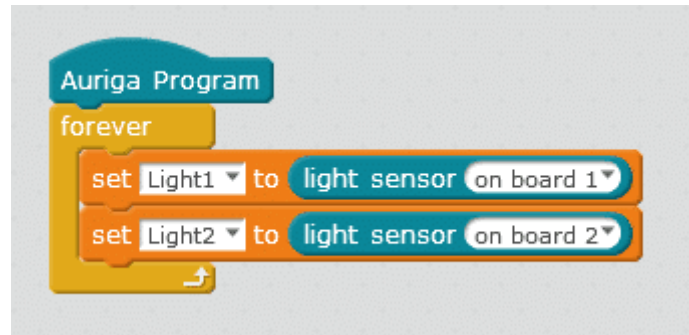 Auriga Program
forever
set Light1 to light sensor on board 1
set Light2 to light sensor on board 2